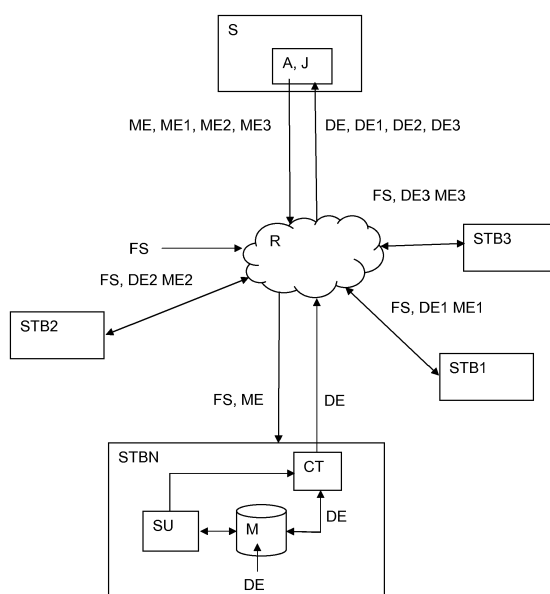 S
A, J
ME, ME1, ME2, ME3
DE, DE1, DE2, DE3
FS, DE3 ME3
R
STB3
FS
FS, DE2 ME2
FS, DE1 ME1
STB2
STB1
FS, ME
DE
STBN
CT
SU
M
DE
DE